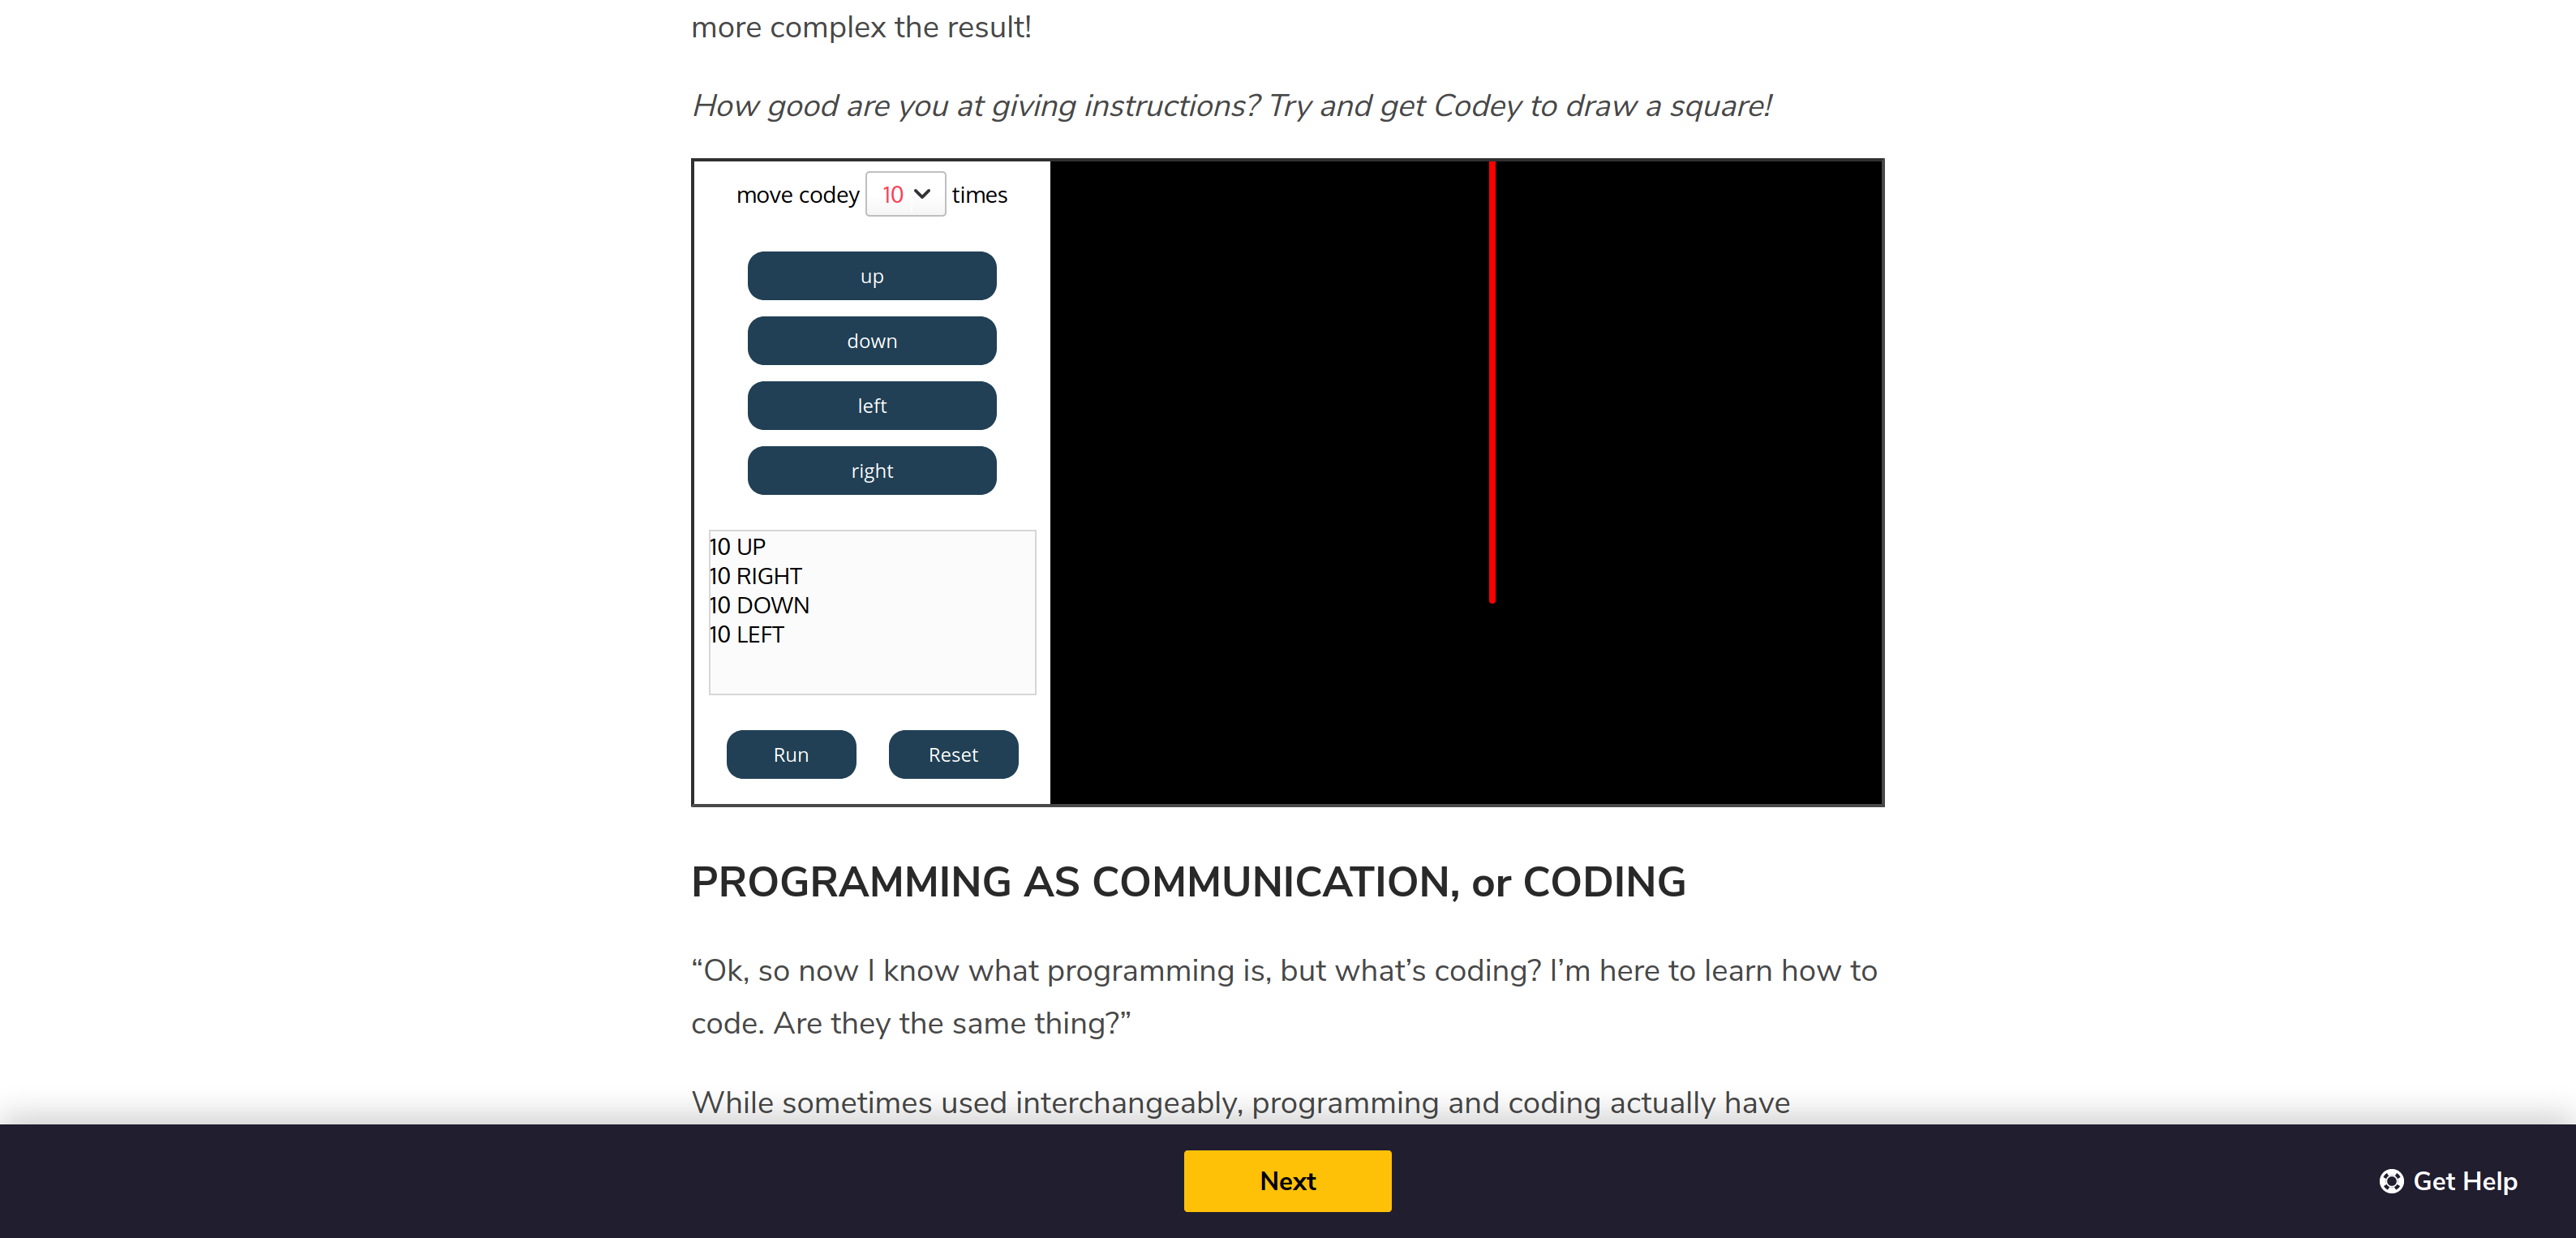 more complex the result!
How good are you at giving instructions? Try and get Codey to draw a square!
move codey 10 times
up
down
left
right
10 UP
10 RIGHT
10 DOWN
10 LEFT
Run Reset
PROGRAMMING AS COMMUNICATION, or CODING
“Ok, so now I know what programming is, but what’s coding? I’m here to learn how to
code. Are they the same thing?”
While sometimes used interchangeably, programming and coding actually have
Next
Get Help